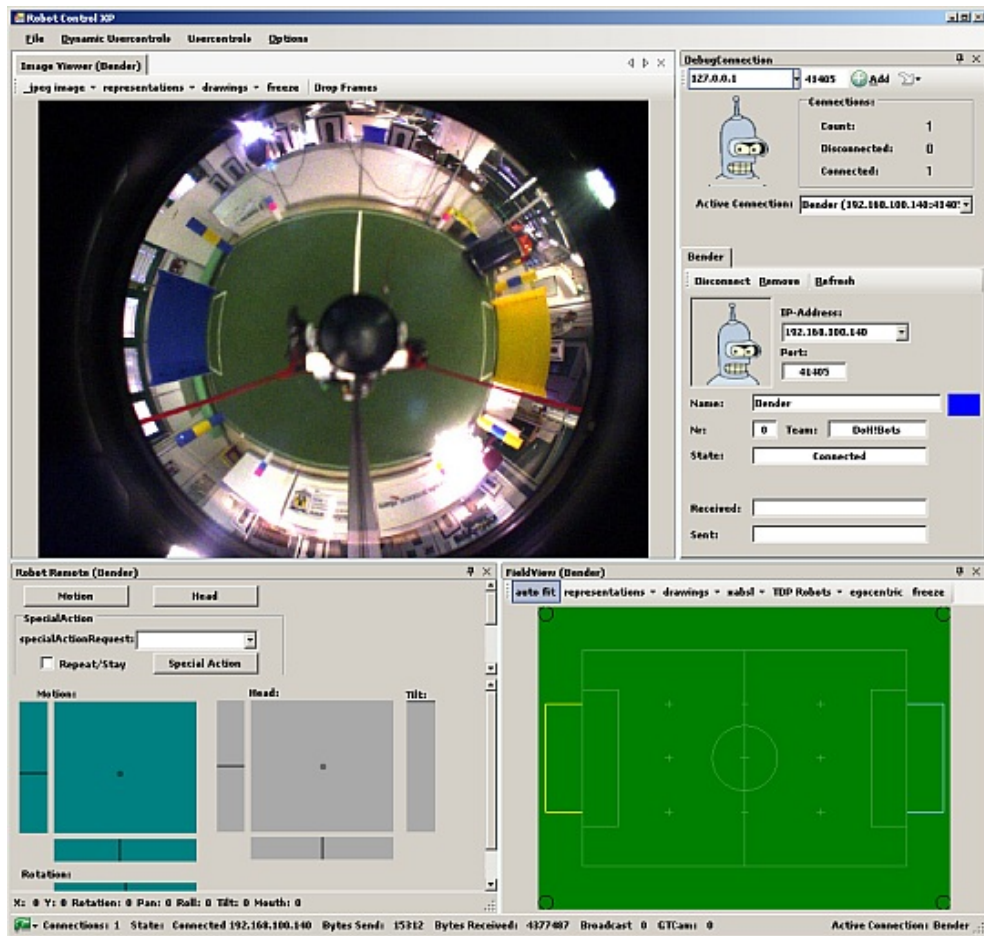 Robot Control XP
File Dynamic Usercontrols Usercontrols Options
Image Viewer (Bender)
_jpeg image representations drawings freeze Drop Frames
DebugConnection
127.0.0.1 41405 Add
Connections:
Count: 1
Disconnected: 0
Connected: 1
Active Connection: Bender (192.168.100.140:4140
Bender
Disconnect Remove Refresh
IP-Address:
192.168.100.140
Port:
41405
Name: Bender
Nr: 0 Team: DoH!Bots
State: Connected
Received:
Sent:
Robot Remote (Bender)
Motion Head
SpecialAction
specialActionRequest:
Repeat/Stay Special Action
Motion: Head: Tilt:
Rotation:
X: 0 Y: 0 Rotation: 0 Pan: 0 Roll: 0 Tilt: 0 Mouth: 0
FieldView (Bender)
auto fit representations drawings xabsl TDP Robots egocentric freeze
Connections: 1 State: Connected 192.168.100.140 Bytes Send: 15312 Bytes Received: 4377487 Broadcast 0 GTCam: 0 Active Connection: Bender